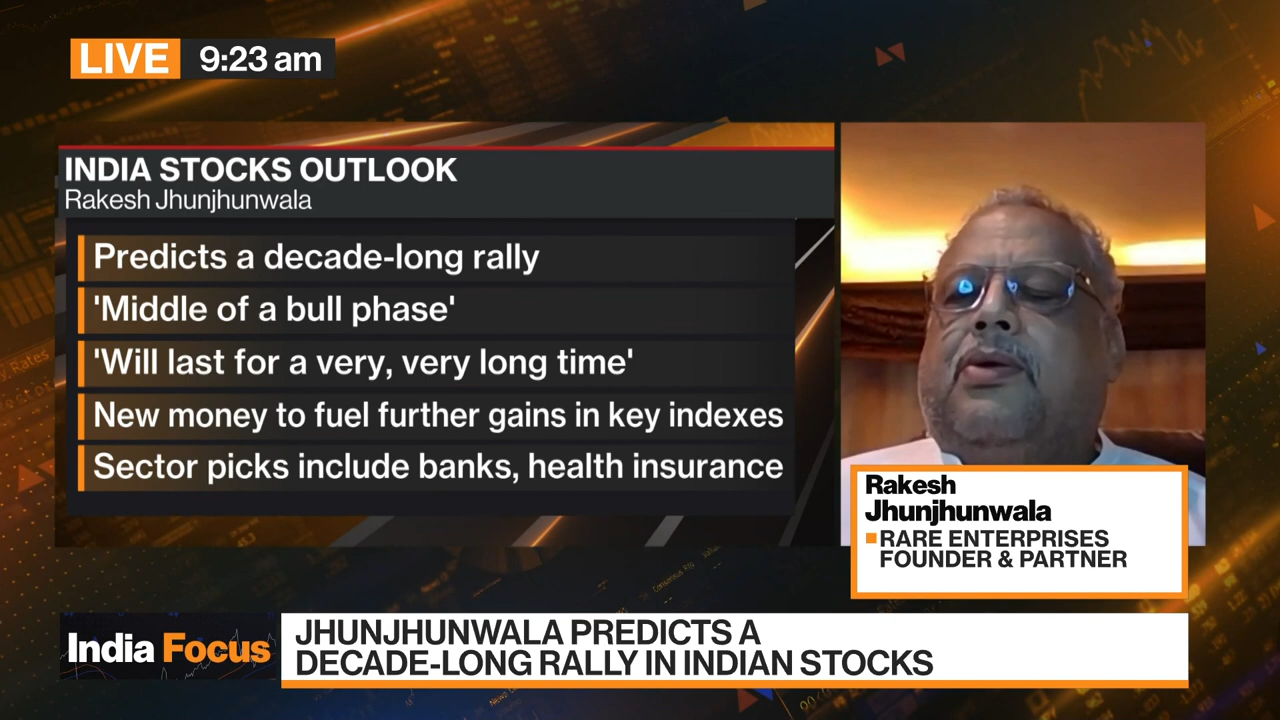 LIVE 9:23 am
INDIA STOCKS OUTLOOK
Rakesh Jhunjhunwala
Predicts a decade-long rally
'Middle of a bull phase'
'Will last for a very, very long time'
New money to fuel further gains in key indexes
Sector picks include banks, health insurance
Rakesh
Jhunjhunwala
RARE ENTERPRISES
FOUNDER & PARTNER
India Focus
JHUNJHUNWALA PREDICTS A
DECADE-LONG RALLY IN INDIAN STOCKS